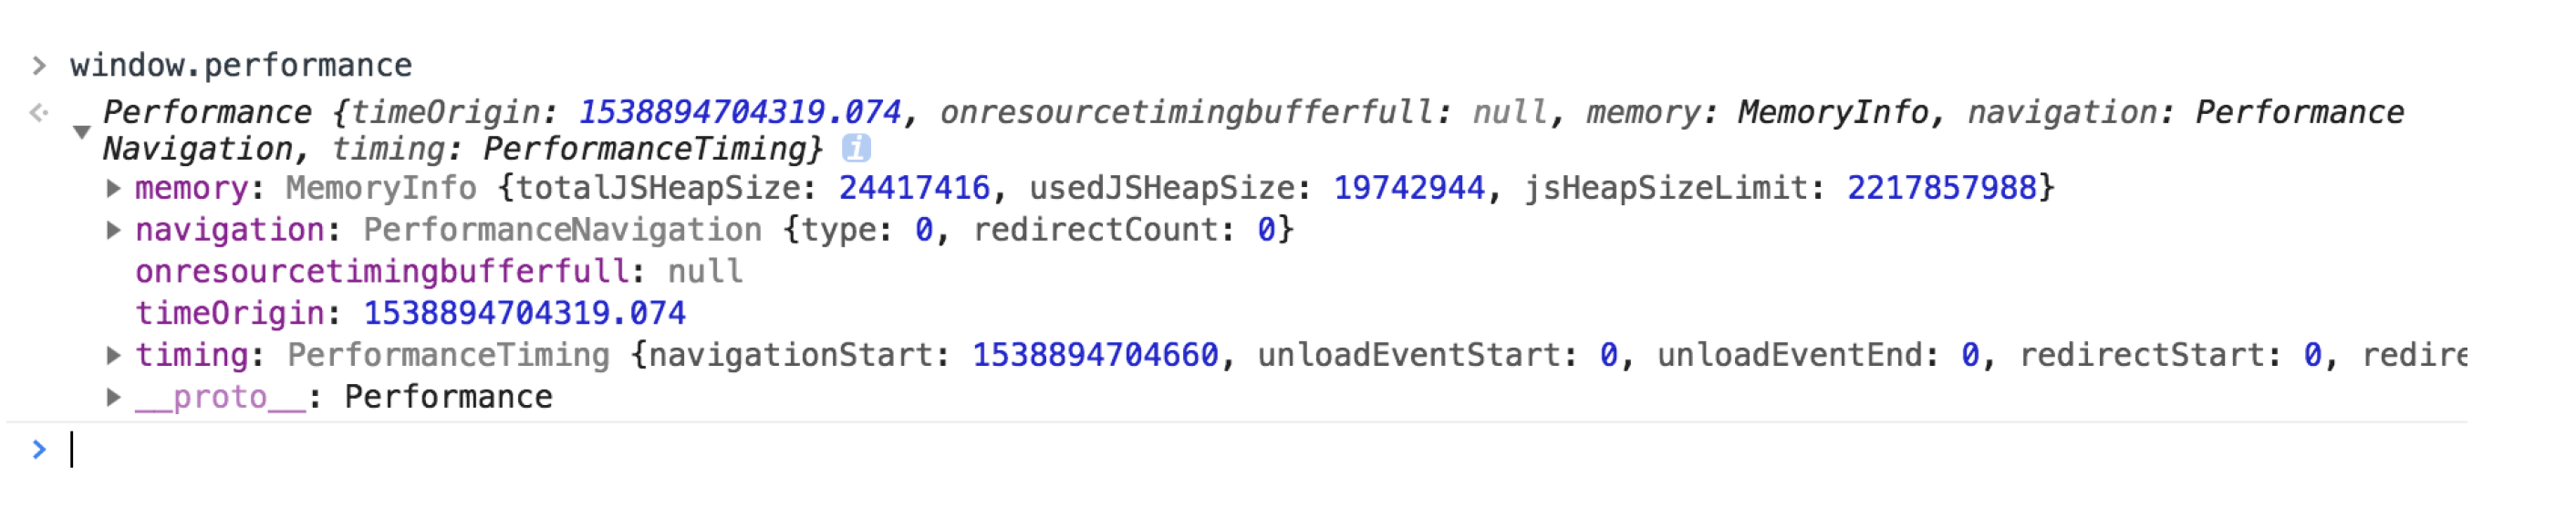 > window.performance
Performance {timeOrigin: 1538894704319.074, onresourcetimingbufferfull: null, memory: MemoryInfo, navigation: Performance
Navigation, timing: PerformanceTiming} i
memory: MemoryInfo {totalJSHeapSize: 24417416, usedJSHeapSize: 19742944, jsHeapSizeLimit: 2217857988}
navigation: PerformanceNavigation {type: 0, redirectCount: 0}
onresourcetimingbufferfull: null
timeOrigin: 1538894704319.074
timing: PerformanceTiming {navigationStart: 1538894704660, unloadEventStart: 0, unloadEventEnd: 0, redirectStart: 0, redire
__proto__: Performance
>